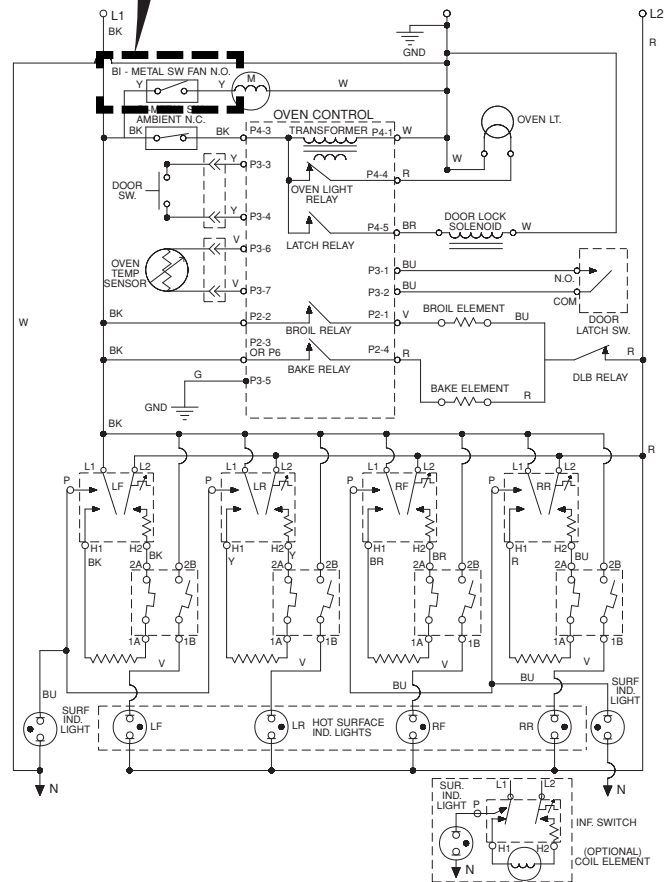 L1
L2
BK
GND
R
BI - METAL SW FAN N.O.
Y
Y
M
W
AMBIENT N.C.
OVEN CONTROL
BK
BK
P4-3
TRANSFORMER
P4-1
W
OVEN LT.
W
P3-3
Y
P4-4
R
DOOR
SW.
OVEN LIGHT
RELAY
Y
P3-4
P4-5
BR
DOOR LOCK
SOLENOID
W
LATCH RELAY
V
P3-6
OVEN
TEMP
SENSOR
P3-1
BU
N.O.
V
P3-7
P3-2
BU
COM
W
BK
P2-2
BROIL RELAY
P2-1
V
BROIL ELEMENT
BU
DOOR
LATCH SW.
BK
P2-3
OR P6
BAKE RELAY
P2-4
R
R
DLB RELAY
G
P3-5
BAKE ELEMENT
R
GND
BK
R
L1
L2
L1
L2
L1
L2
L1
L2
P
LF
P
LR
P
RF
P
RR
H1
H2
H1
H2
H1
H2
H1
H2
BK
BK
Y
Y
BR
BR
R
BU
2A
2B
2A
2B
2A
2B
2A
2B
1A
1B
1A
1B
1A
1B
1A
1B
V
V
V
V
BU
BU
BU
SURF
IND.
LIGHT
SURF
IND.
LIGHT
LF
LR
HOT SURFACE
IND. LIGHTS
RF
RR
N
N
SUR.
IND.
LIGHT
L1
L2
P
INF. SWITCH
H1
H2
(OPTIONAL)
COIL ELEMENT
N